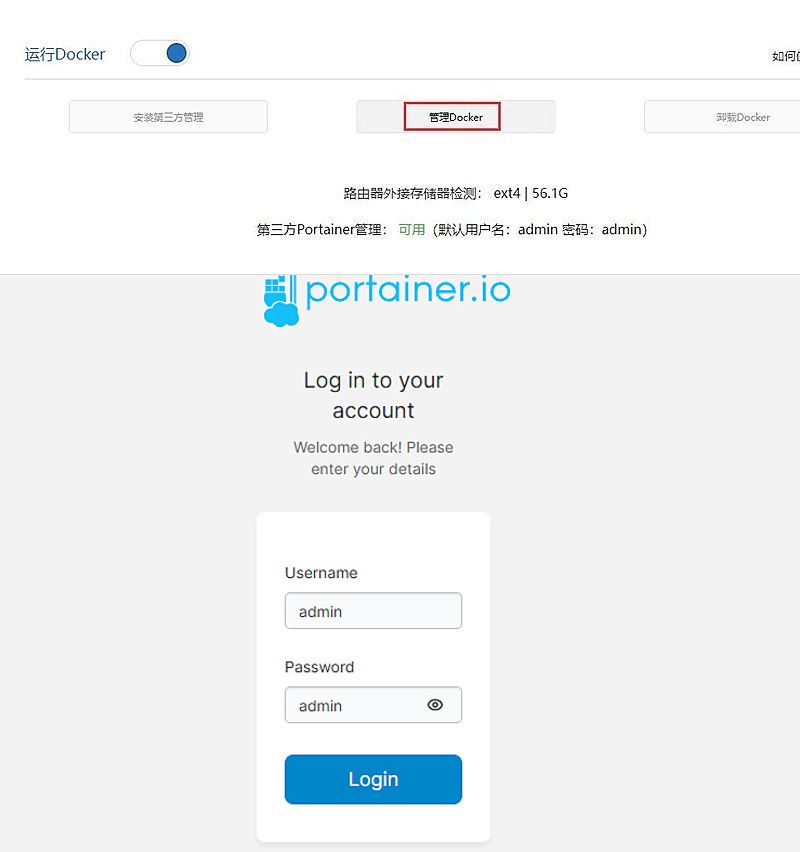 运行Docker
如何
安装第三方管理
管理Docker
卸载Docker
路由器外接存储器检测: ext4 | 56.1G
第三方Portainer管理: 可用 (默认用户名: admin 密码: admin)
portainer.io
Log in to your
account
Welcome back! Please
enter your details
Username
admin
Password
admin
Login